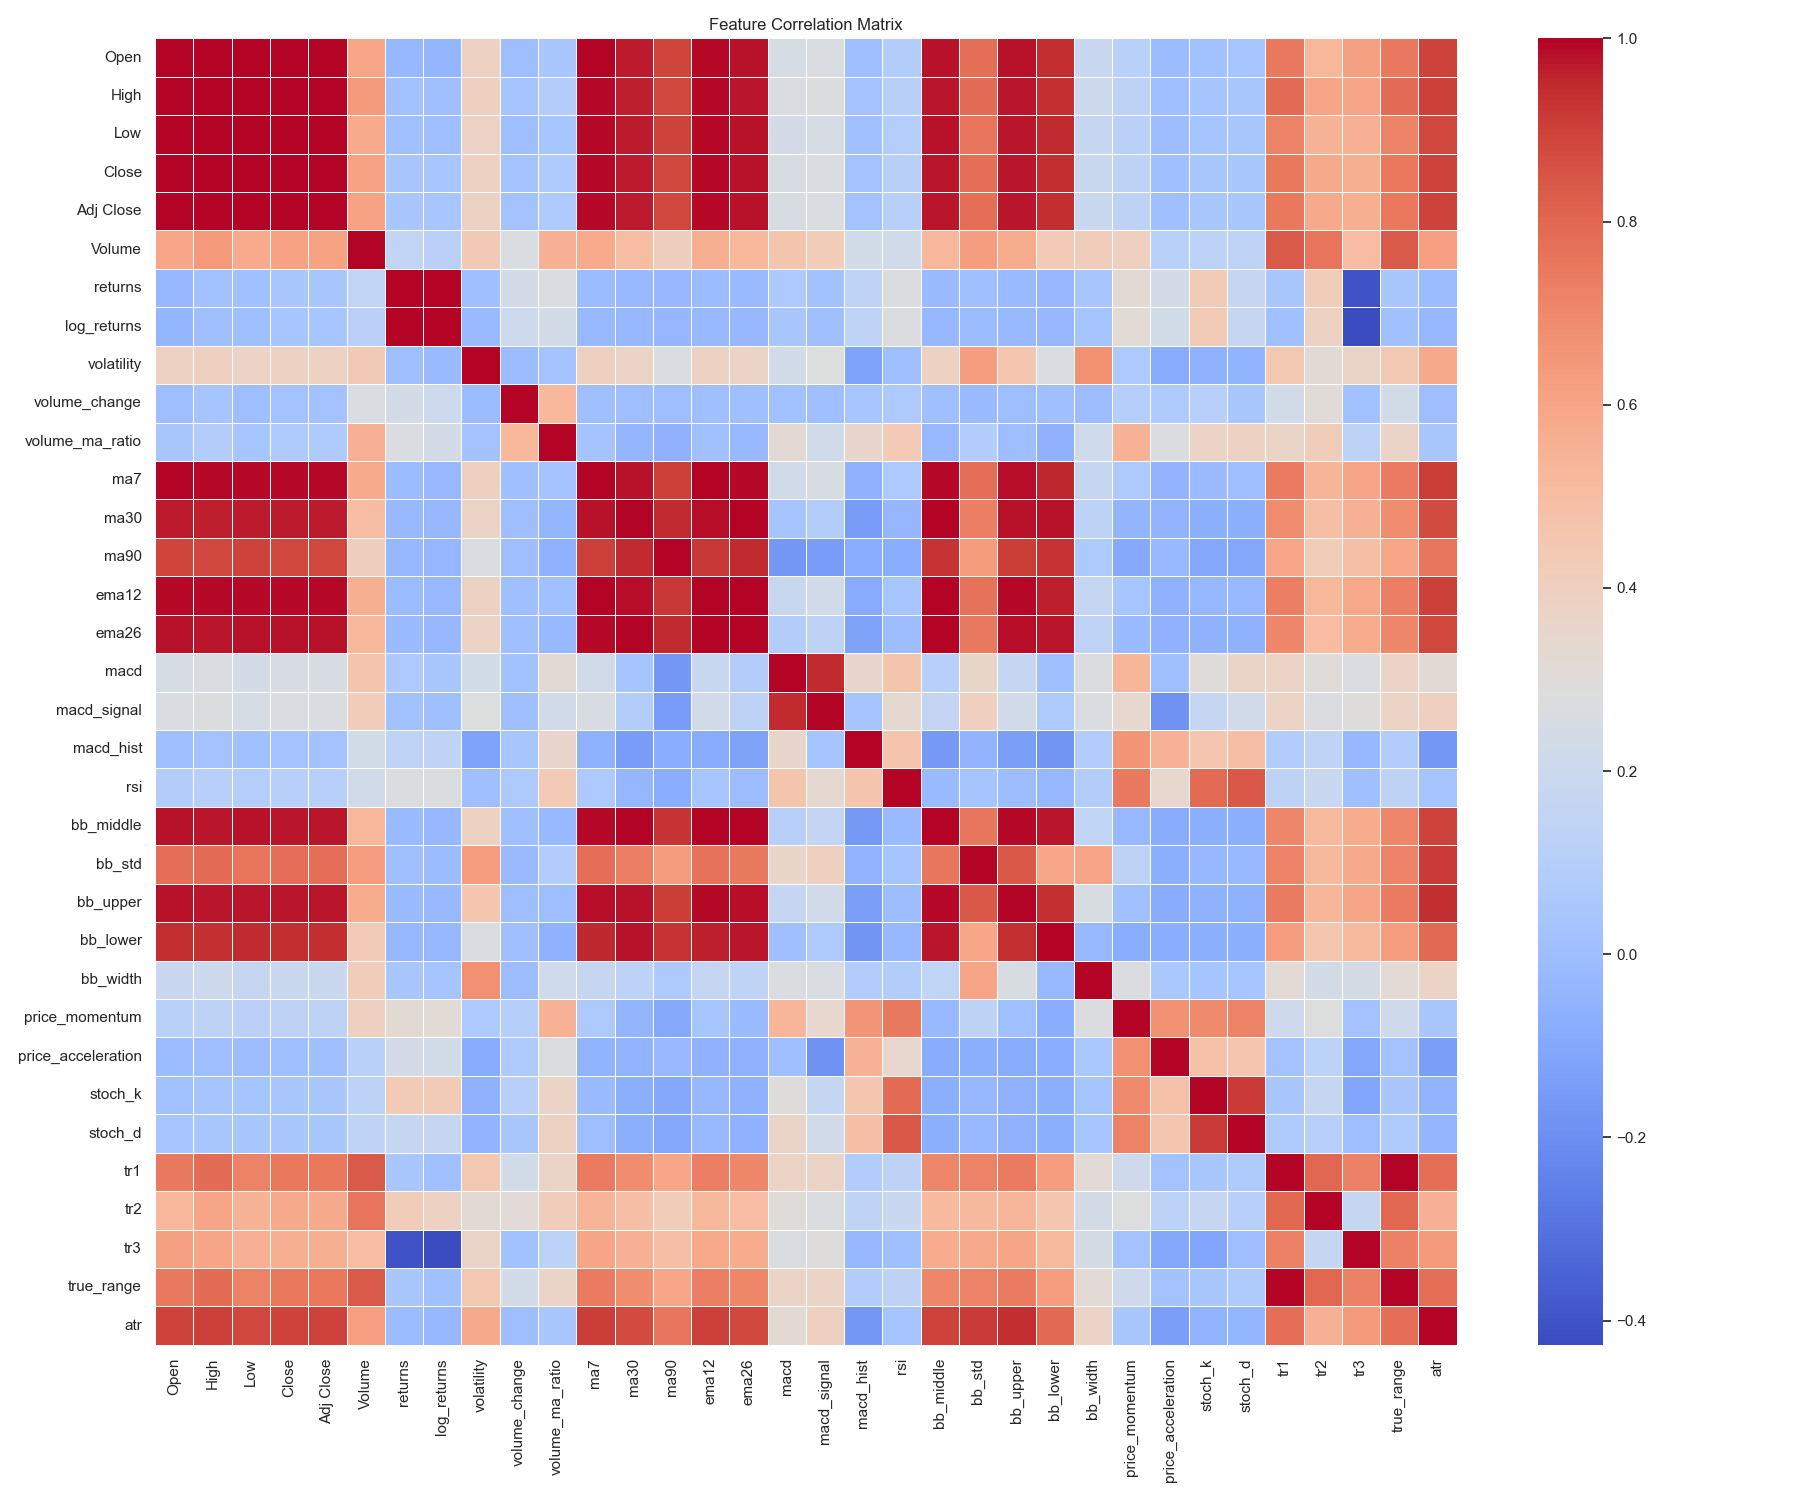 Feature Correlation Matrix
Open
High
Low
Close
Adj Close
Volume
returns
log_returns
volatility
volume_change
volume_ma_ratio
ma7
ma30
ma90
ema12
ema26
macd
macd_signal
macd_hist
rsi
bb_middle
bb_std
bb_upper
bb_lower
bb_width
price_momentum
price_acceleration
stoch_k
stoch_d
tr1
tr2
tr3
true_range
atr
Open
High
Low
Close
Adj Close
Volume
returns
log_returns
volatility
volume_change
volume_ma_ratio
ma7
ma30
ma90
ema12
ema26
macd
macd_signal
macd_hist
rsi
bb_middle
bb_std
bb_upper
bb_lower
bb_width
price_momentum
price_acceleration
stoch_k
stoch_d
tr1
tr2
tr3
true_range
atr
1.0
0.8
0.6
0.4
0.2
0.0
−0.2
−0.4